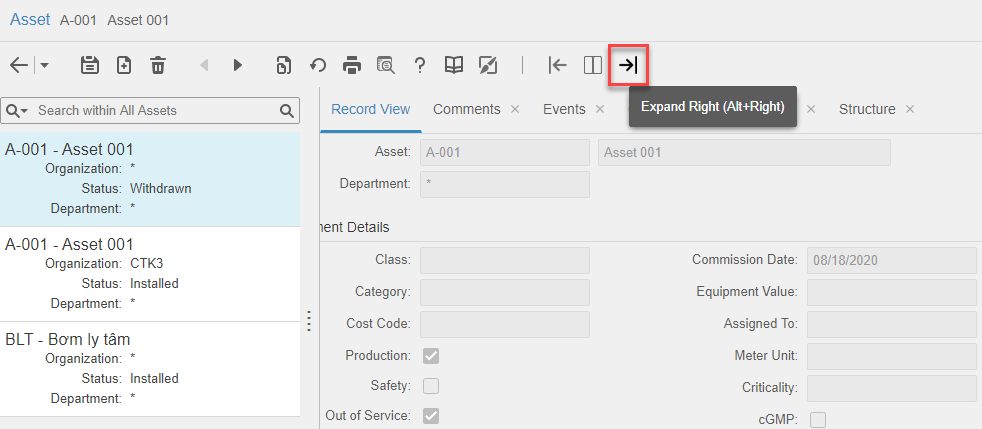 Asset A-001 Asset 001
Search within All Assets
Record View Comments × Events × × Structure ×
Expand Right (Alt+Right)
A-001 - Asset 001
Organization: *
Status: Withdrawn
Department: *
A-001 - Asset 001
Organization: CTK3
Status: Installed
Department: *
BLT - Bơm ly tâm
Organization: *
Status: Installed
Department: *
Asset: A-001 Asset 001
Department: *
ent Details
Class: Commission Date: 08/18/2020
Category: Equipment Value:
Cost Code: Assigned To:
Production: Meter Unit:
Safety: Criticality:
Out of Service: cGMP: